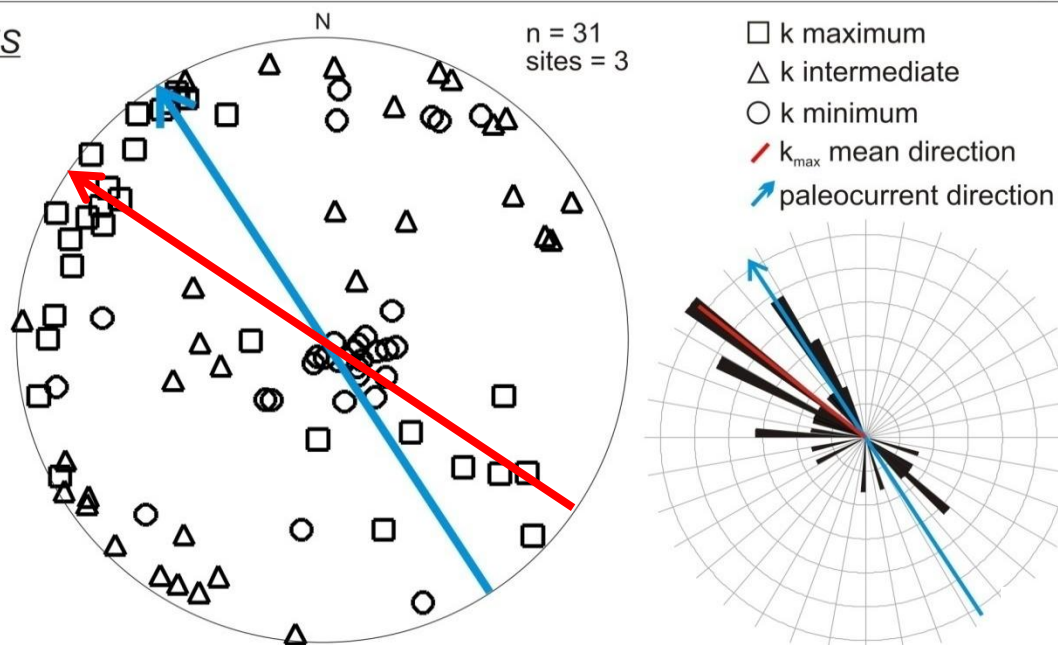 N
n = 31
sites = 3
k maximum
k intermediate
k minimum
kmax mean direction
paleocurrent direction